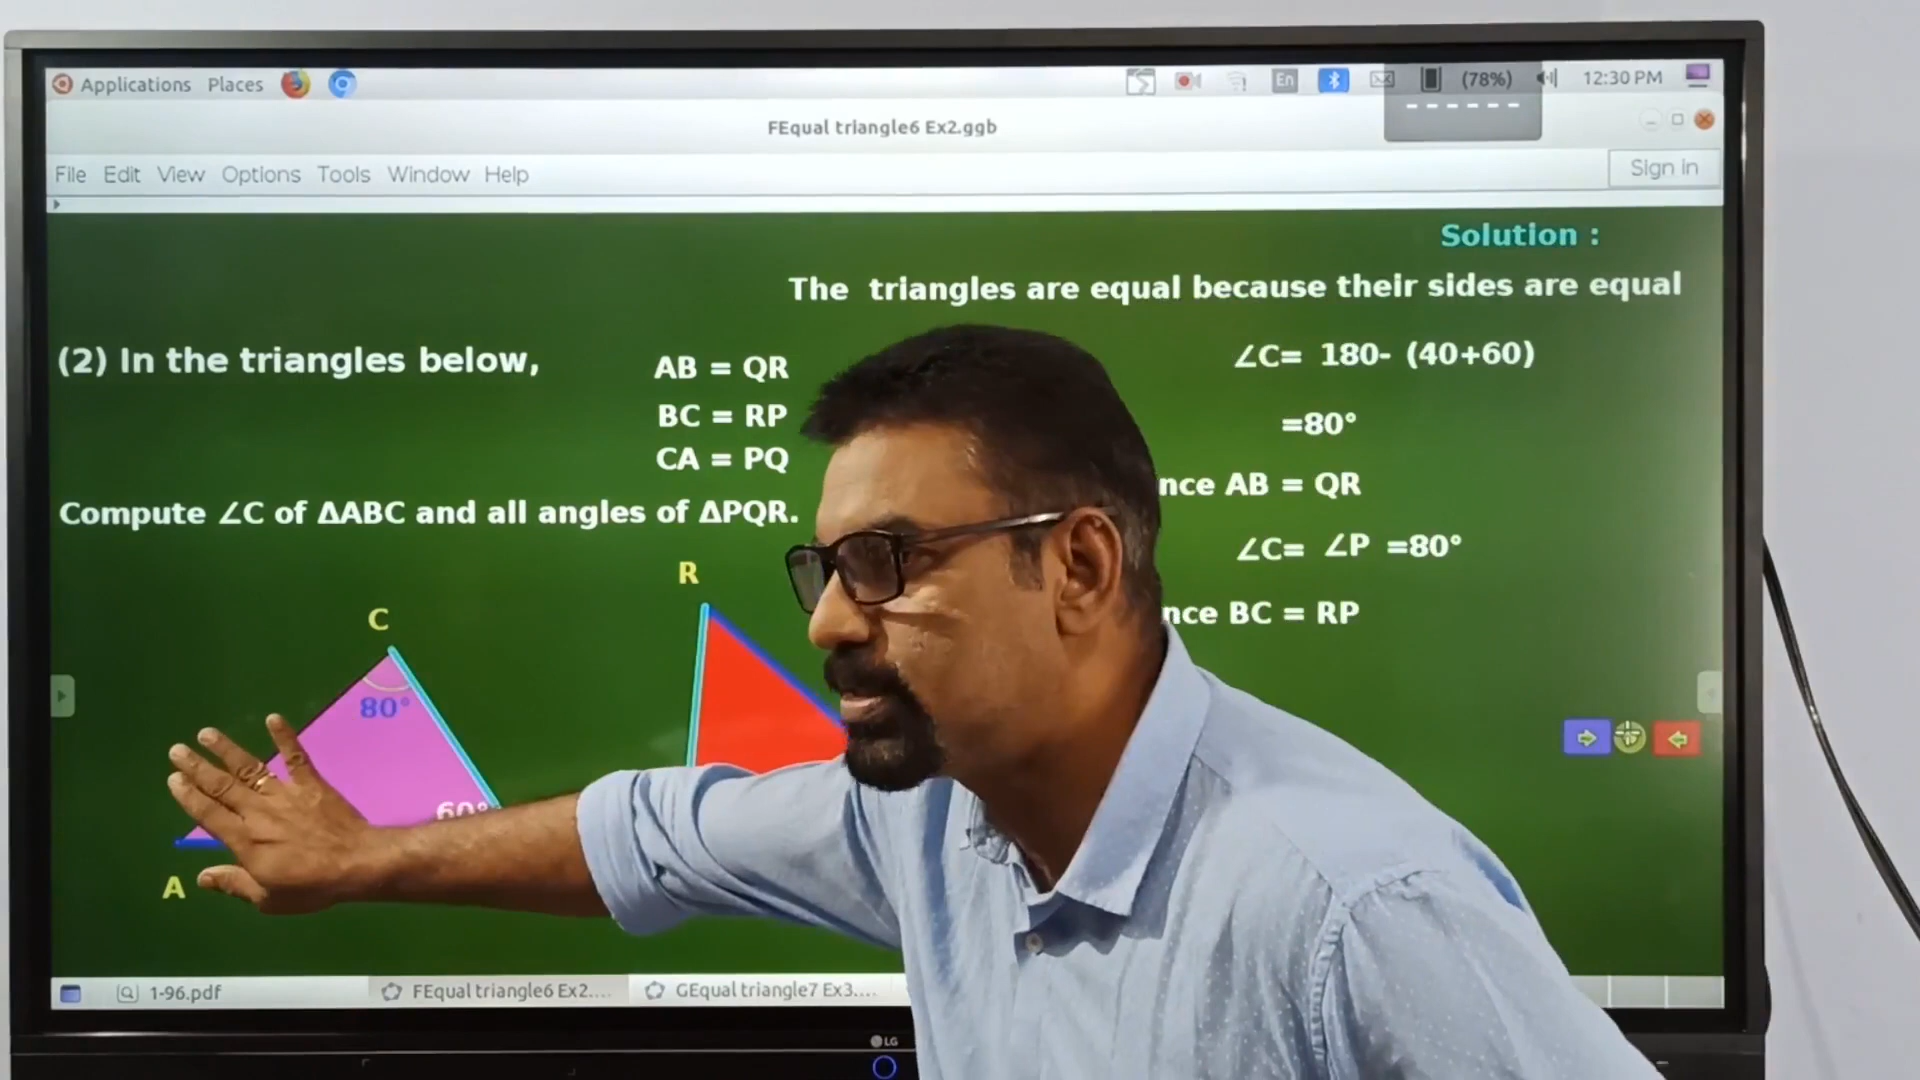 Applications Places
En
(78%)
12:30 PM
FEqual triangle6 Ex2.ggb
File Edit View Options Tools Window Help
Sign in
Solution :
The triangles are equal because their sides are equal
(2) In the triangles below,
AB = QR
BC = RP
CA = PQ
Compute ∠C of ΔABC and all angles of ΔPQR.
∠C= 180- (40+60)
=80°
nce AB = QR
∠C= ∠P =80°
nce BC = RP
R
C
80°
60°
A
1-96.pdf
FEqual triangle6 Ex2....
GEqual triangle7 Ex3....
LG